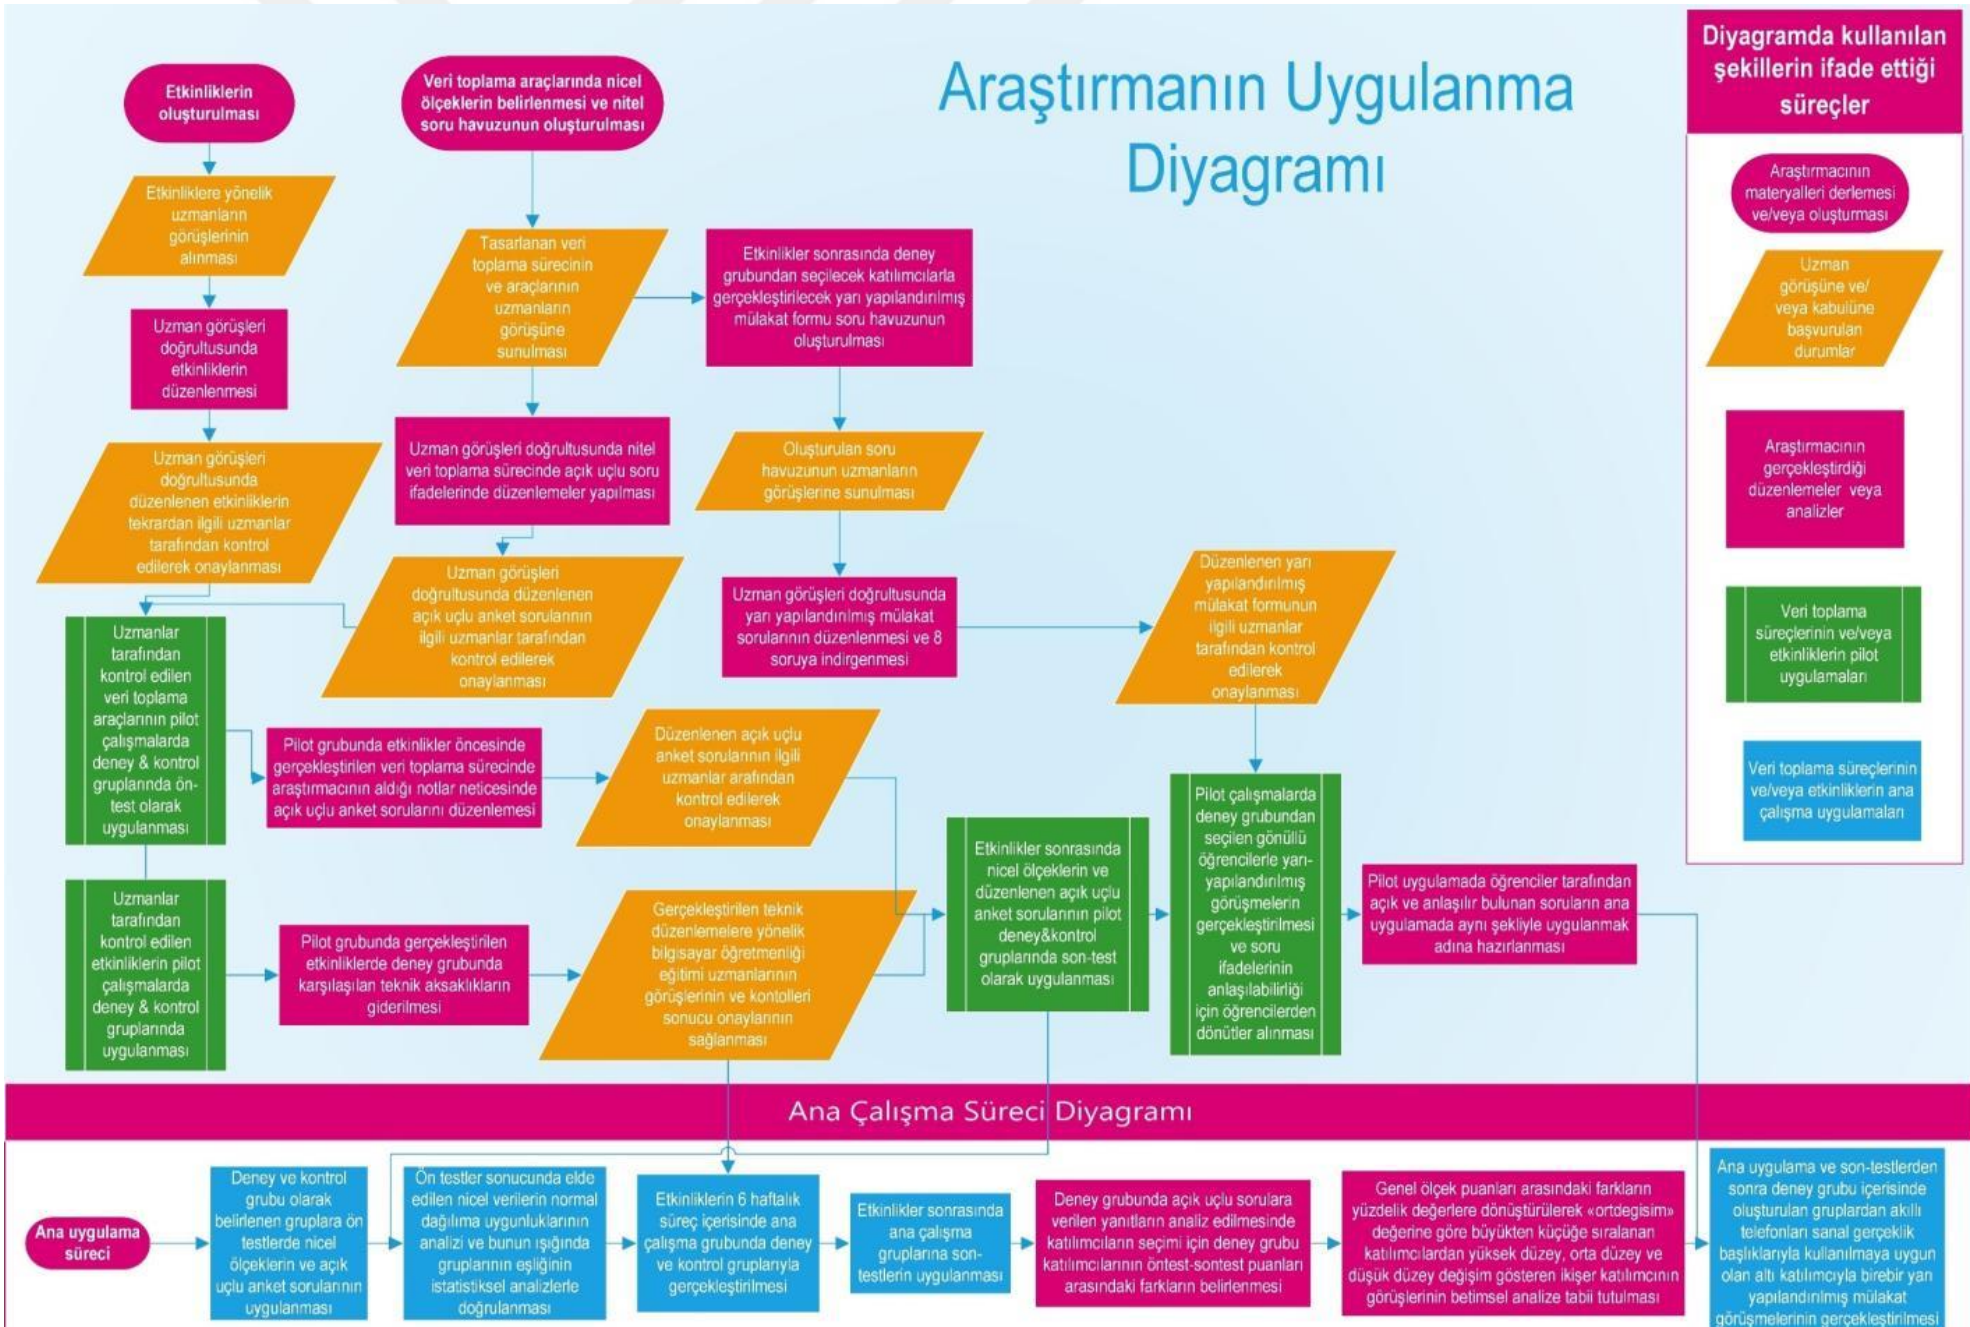 Araştırmanın Uygulanma
Diyagramı
Etkinliklerin
oluşturulması
Veri toplama araçlarında nicel
ölçeklerin belirlenmesi ve nitel
soru havuzunun oluşturulması
Etkinliklere yönelik
uzmanların
görüşlerinin
alınması
Tasarlanan veri
toplama sürecinin
ve araçlarının
uzmanların
görüşüne
sunulması
Etkinlikler sonrasında deney
grubundan seçilecek katılımcılarla
gerçekleştirilecek yarı yapılandırılmış
mülakat formu soru havuzunun
oluşturulması
Uzman görüşleri
doğrultusunda
etkinliklerin
düzenlenmesi
Uzman görüşleri doğrultusunda nitel
veri toplama sürecinde açık uçlu soru
ifadelerinde düzenlemeler yapılması
Oluşturulan soru
havuzunun uzmanların
görüşlerine sunulması
Uzman görüşleri
doğrultusunda
düzenlenen etkinliklerin
tekrardan ilgili uzmanlar
tarafından kontrol
edilerek onaylanması
Uzman görüşleri
doğrultusunda düzenlenen
açık uçlu anket sorularının
ilgili uzmanlar tarafından
kontrol edilerek
onaylanması
Uzman görüşleri doğrultusunda
yarı yapılandırılmış mülakat
sorularının düzenlenmesi ve 8
soruya indirgenmesi
Düzenlenen yarı
yapılandırılmış
mülakat formunun
ilgili uzmanlar
tarafından kontrol
edilerek
onaylanması
Uzmanlar
tarafından
kontrol edilen
veri toplama
araçlarının pilot
çalışmalarda
deney & kontrol
gruplarında ön-
test olarak
uygulanması
Pilot grubunda etkinlikler öncesinde
gerçekleştirilen veri toplama sürecinde
araştırmacının aldığı notlar neticesinde
açık uçlu anket sorularını düzenlemesi
Düzenlenen açık uçlu
anket sorularının ilgili
uzmanlar arafından
kontrol edilerek
onaylanması
Uzmanlar
tarafından
kontrol edilen
etkinliklerin pilot
çalışmalarda
deney & kontrol
gruplarında
uygulanması
Pilot grubunda gerçekleştirilen
etkinliklerde deney grubunda
karşılaşılan teknik aksaklıkların
giderilmesi
Gerçekleştirilen teknik
düzenlemelere yönelik
bilgisayar öğretmenliği
eğitimi uzmanlarının
görüşlerinin ve kontolleri
sonucu onaylarının
sağlanması
Etkinlikler sonrasında
nicel ölçeklerin ve
düzenlenen açık uçlu
anket sorularının pilot
deney&kontrol
gruplarında son-test
olarak uygulanması
Pilot çalışmalarda
deney grubundan
seçilen gönüllü
öğrencilerle yarı-
yapılandırılmış
görüşmelerin
gerçekleştirilmesi
ve soru
ifadelerinin
anlaşılabilirliği
için öğrencilerden
dönütler alınması
Pilot uygulamada öğrenciler tarafından
açık ve anlaşılır bulunan soruların ana
uygulamada aynı şekliyle uygulanmak
adına hazırlanması
Diyagramda kullanılan
şekillerin ifade ettiği
süreçler
Araştırmacının
materyalleri derlemesi
ve/veya oluşturması
Uzman
görüşüne ve/
veya kabulüne
başvurulan
durumlar
Araştırmacının
gerçekleştirdiği
düzenlemeler veya
analizler
Veri toplama
süreçlerinin ve/veya
etkinliklerin pilot
uygulamaları
Veri toplama süreçlerinin
ve/veya etkinliklerin ana
çalışma uygulamaları
Ana Çalışma Süreci Diyagramı
Ana uygulama
süreci
Deney ve kontrol
grubu olarak
belirlenen gruplara ön
testlerde nicel
ölçeklerin ve açık
uçlu anket sorularının
uygulanması
Ön testler sonucunda elde
edilen nicel verilerin normal
dağılıma uygunluklarının
analizi ve bunun ışığında
gruplarının eşliğinin
istatistiksel analizlerle
doğrulanması
Etkinliklerin 6 haftalık
süreç içerisinde ana
çalışma grubunda deney
ve kontrol gruplarıyla
gerçekleştirilmesi
Etkinlikler sonrasında
ana çalışma
gruplarına son-
testlerin uygulanması
Deney grubunda açık uçlu sorulara
verilen yanıtların analiz edilmesinde
katılımcıların seçimi için deney grubu
katılımcılarının öntest-sontest puanları
arasındaki farkların belirlenmesi
Genel ölçek puanları arasındaki farkların
yüzdelik değerlere dönüştürülerek «ortdegisim»
değerine göre büyükten küçüğe sıralanan
katılımcılardan yüksek düzey, orta düzey ve
düşük düzey değişim gösteren ikişer katılımcının
görüşlerinin betimsel analize tabii tutulması
Ana uygulama ve son-testlerden
sonra deney grubu içerisinde
oluşturulan gruplardan akıllı
telefonları sanal gerçeklik
başlıklarıyla kullanılmaya uygun
olan altı katılımcıyla birebir yarı
yapılandırılmış mülakat
görüşmelerinin gerçekleştirilmesi